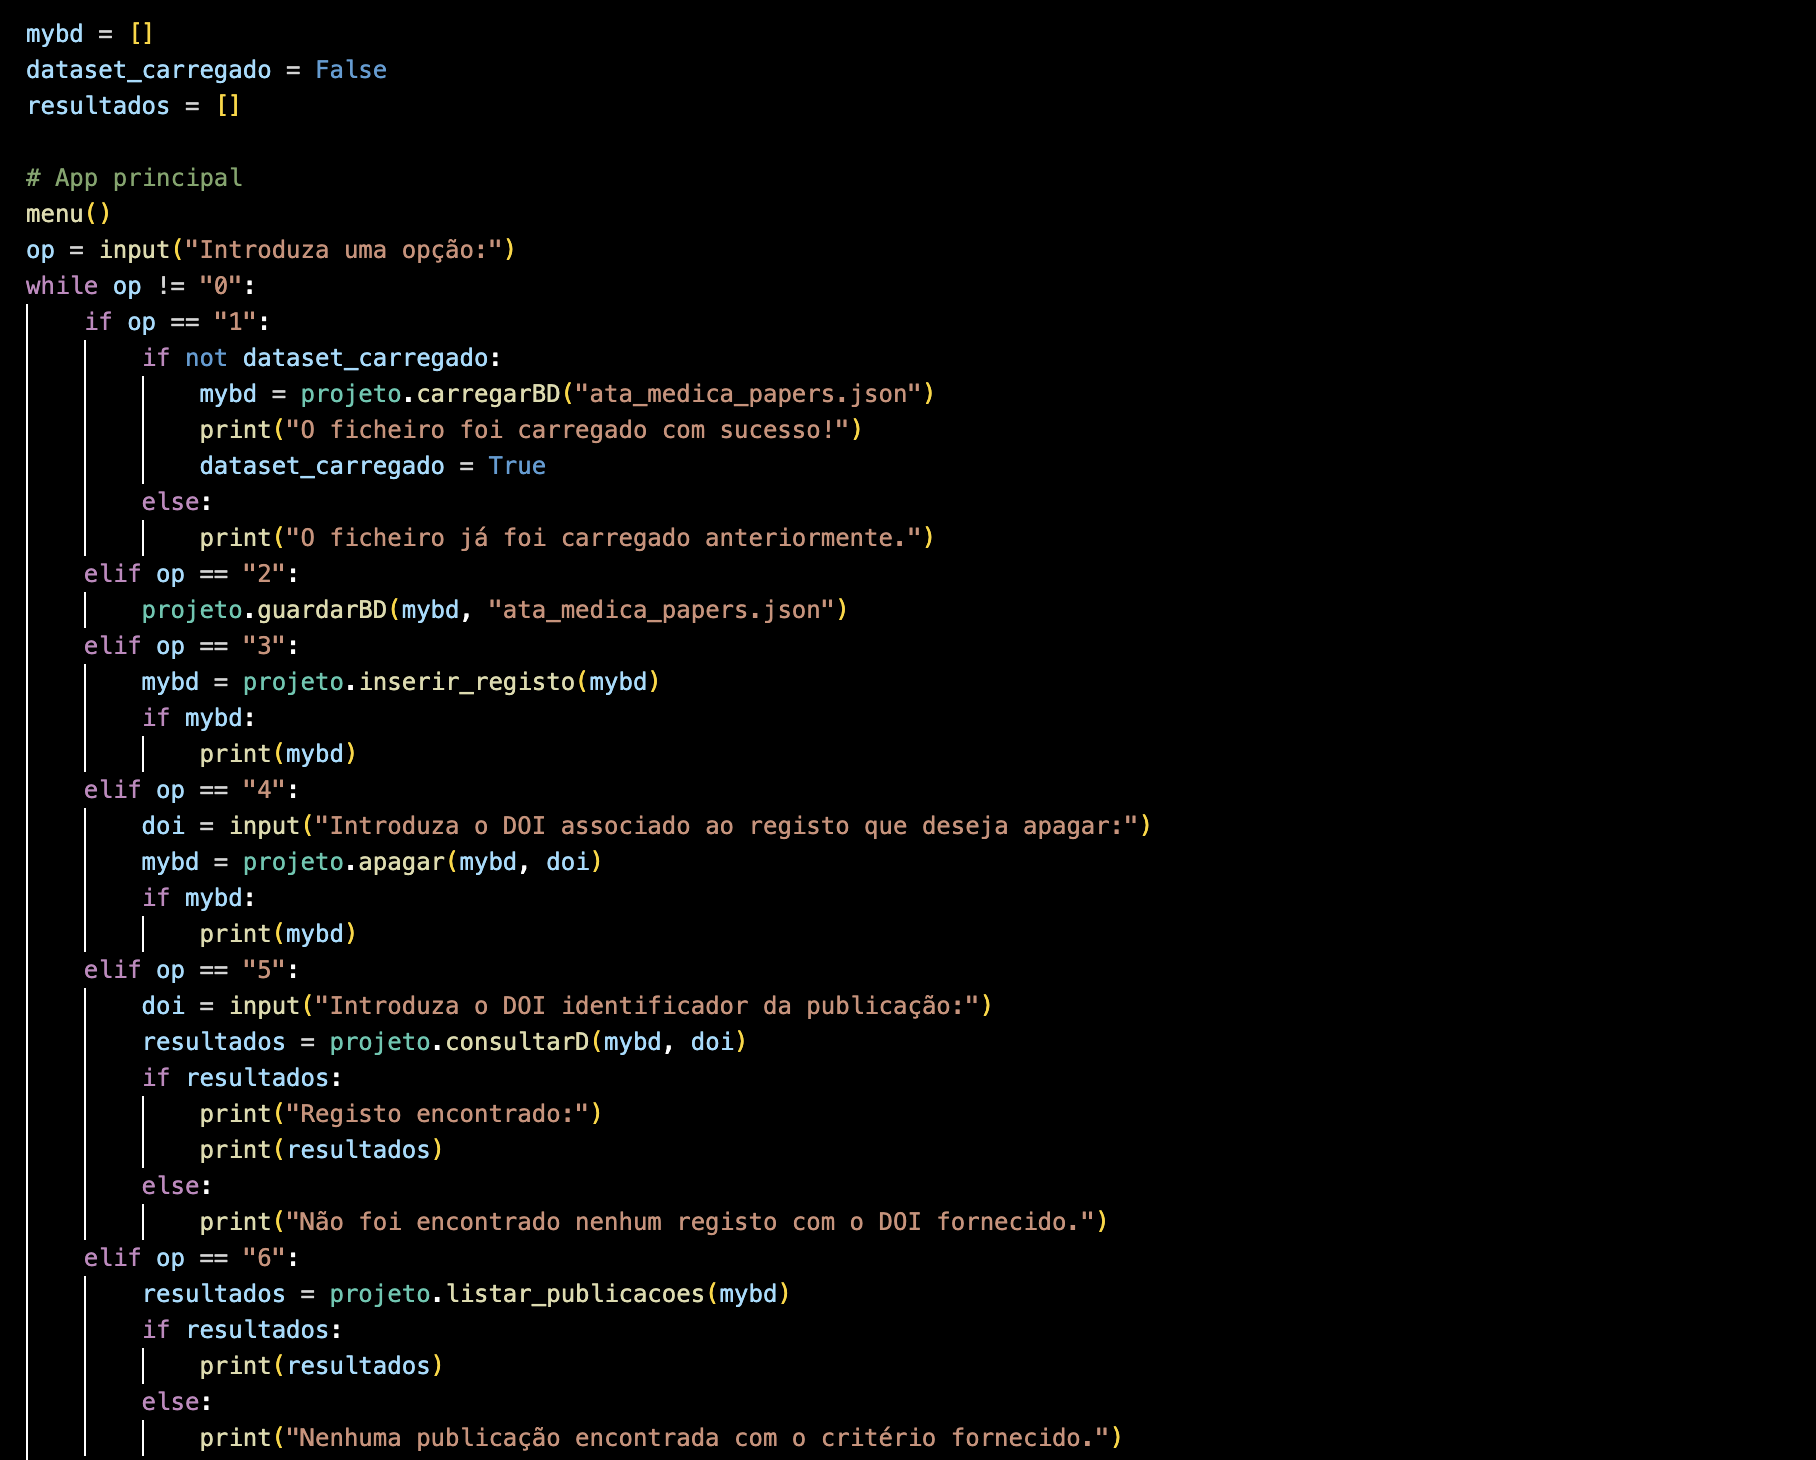 mybd = []
dataset_carregado = False
resultados = []

# App principal
menu()
op = input("Introduza uma opção:")
while op != "0":
    if op == "1":
        if not dataset_carregado:
            mybd = projeto.carregarBD("ata_medica_papers.json")
            print("O ficheiro foi carregado com sucesso!")
            dataset_carregado = True
        else:
            print("O ficheiro já foi carregado anteriormente.")
    elif op == "2":
        projeto.guardarBD(mybd, "ata_medica_papers.json")
    elif op == "3":
        mybd = projeto.inserir_registo(mybd)
        if mybd:
            print(mybd)
    elif op == "4":
        doi = input("Introduza o DOI associado ao registo que deseja apagar:")
        mybd = projeto.apagar(mybd, doi)
        if mybd:
            print(mybd)
    elif op == "5":
        doi = input("Introduza o DOI identificador da publicação:")
        resultados = projeto.consultarD(mybd, doi)
        if resultados:
            print("Registo encontrado:")
            print(resultados)
        else:
            print("Não foi encontrado nenhum registo com o DOI fornecido.")
    elif op == "6":
        resultados = projeto.listar_publicacoes(mybd)
        if resultados:
            print(resultados)
        else:
            print("Nenhuma publicação encontrada com o critério fornecido.")